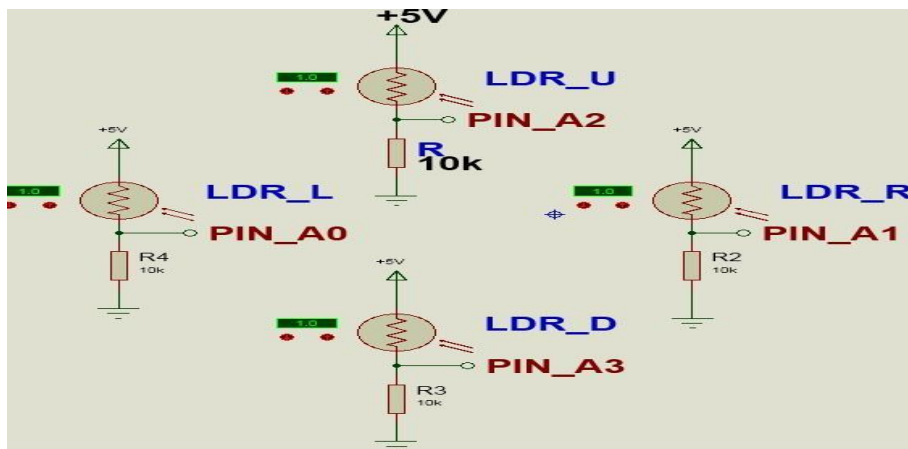 +5V
1.0
LDR_U
PIN_A2
R
10k
+5V
1.0
LDR_L
PIN_A0
R4
10k
+5V
1.0
LDR_R
PIN_A1
R2
10k
+5V
1.0
LDR_D
PIN_A3
R3
10k